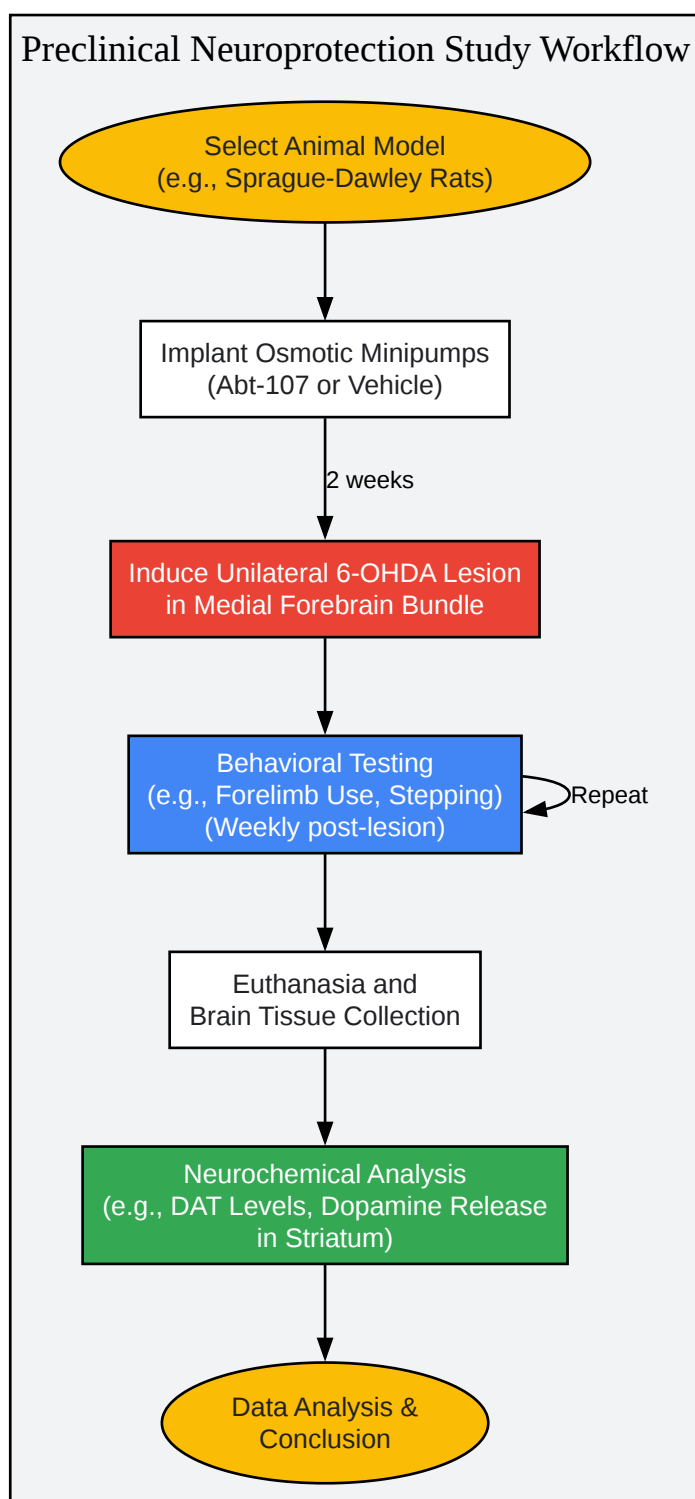 Preclinical Neuroprotection Study Workflow
Select Animal Model
(e.g., Sprague-Dawley Rats)
Implant Osmotic Minipumps
(Abt-107 or Vehicle)
2 weeks
Induce Unilateral 6-OHDA Lesion
in Medial Forebrain Bundle
Behavioral Testing
(e.g., Forelimb Use, Stepping)
(Weekly post-lesion)
Repeat
Euthanasia and
Brain Tissue Collection
Neurochemical Analysis
(e.g., DAT Levels, Dopamine Release
in Striatum)
Data Analysis &
Conclusion